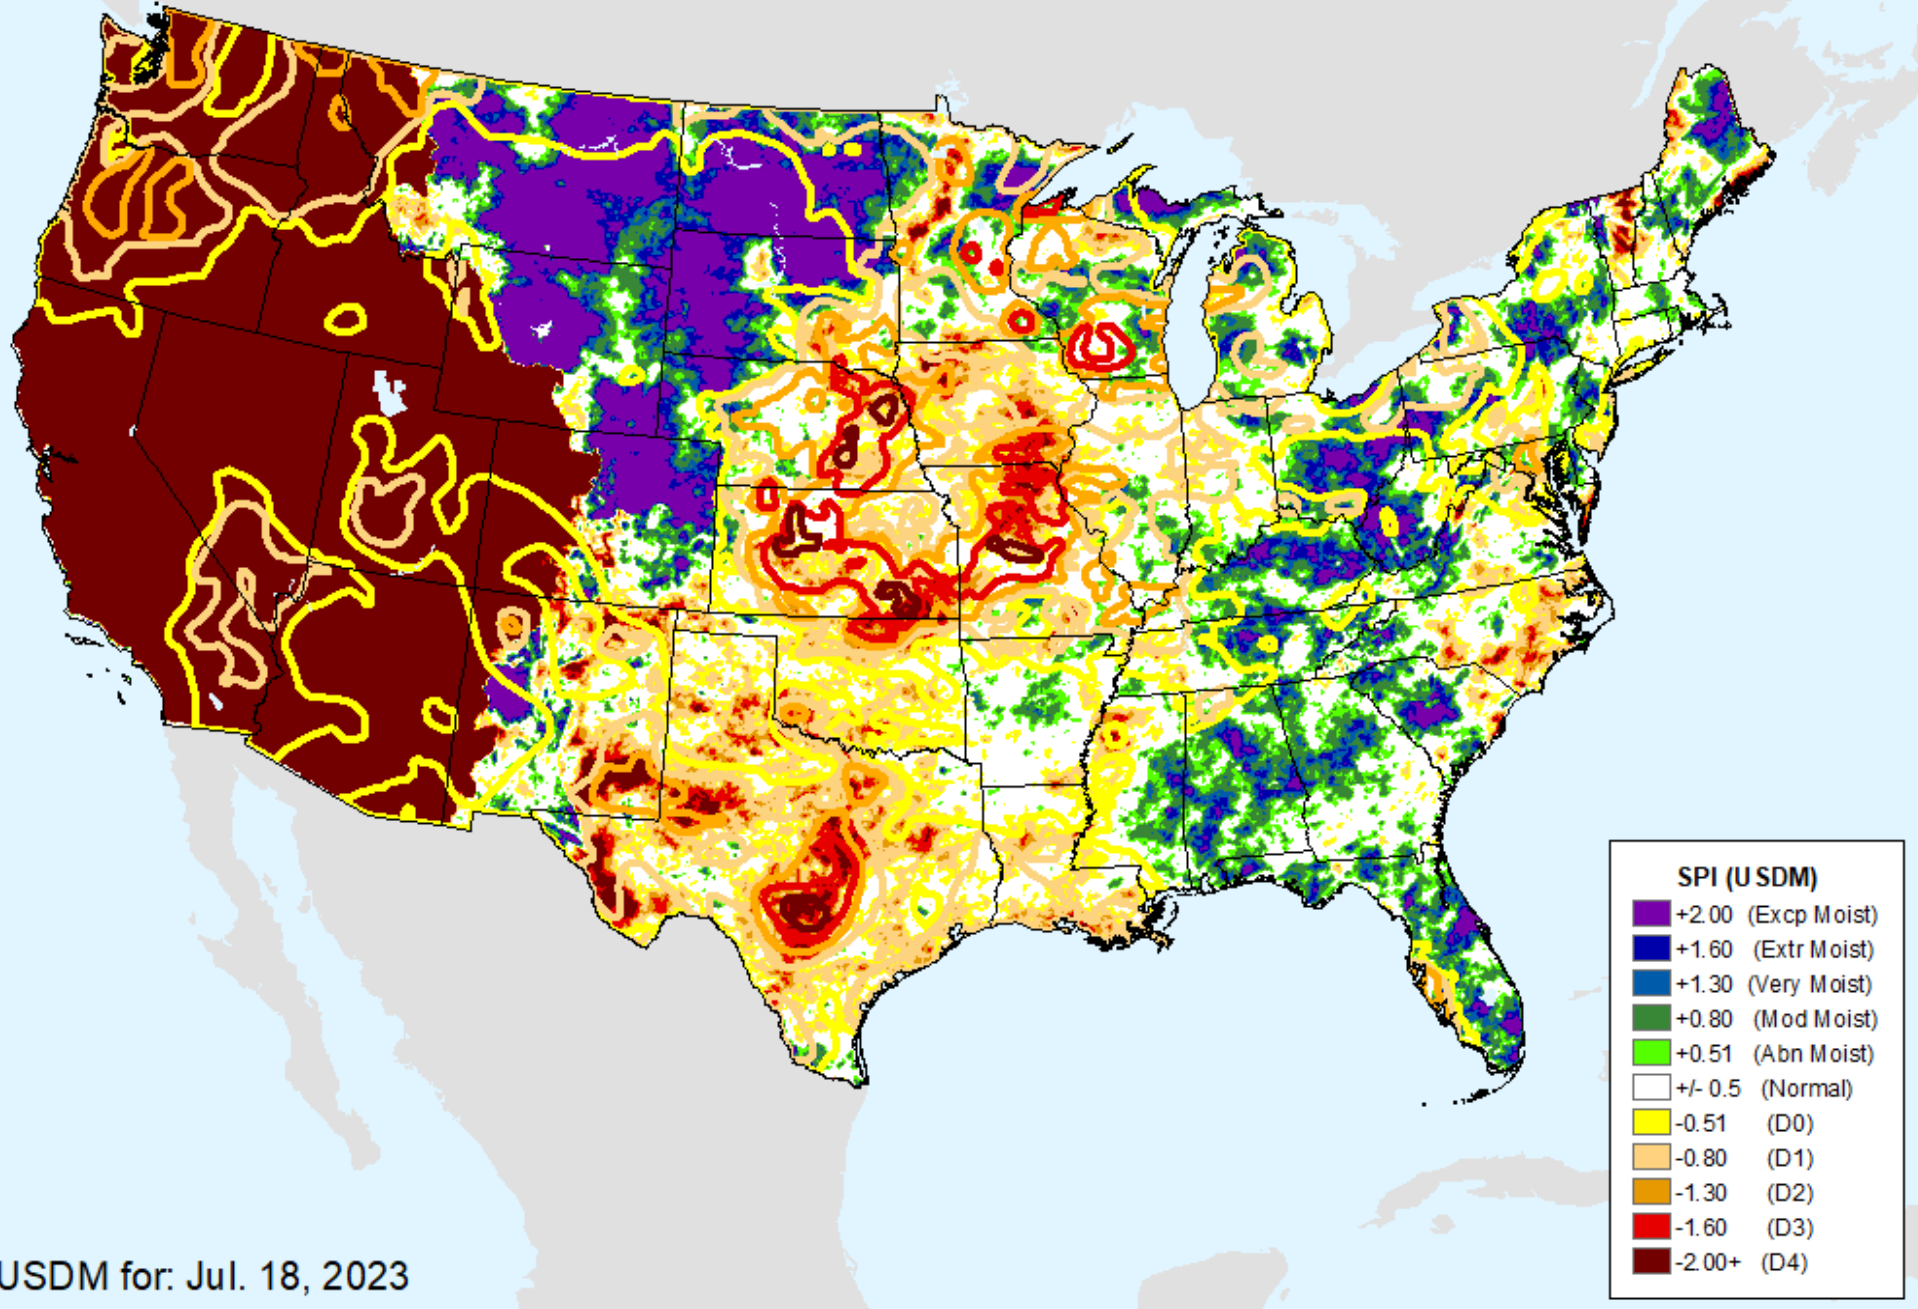 SPI (USDM)
+2.00 (Excp Moist)
+1.60 (Extr Moist)
+1.30 (Very Moist)
+0.80 (Mod Moist)
+0.51 (Abn Moist)
+/- 0.5 (Normal)
-0.51 (D0)
-0.80 (D1)
-1.30 (D2)
-1.60 (D3)
-2.00+ (D4)
USDM for: Jul. 18, 2023